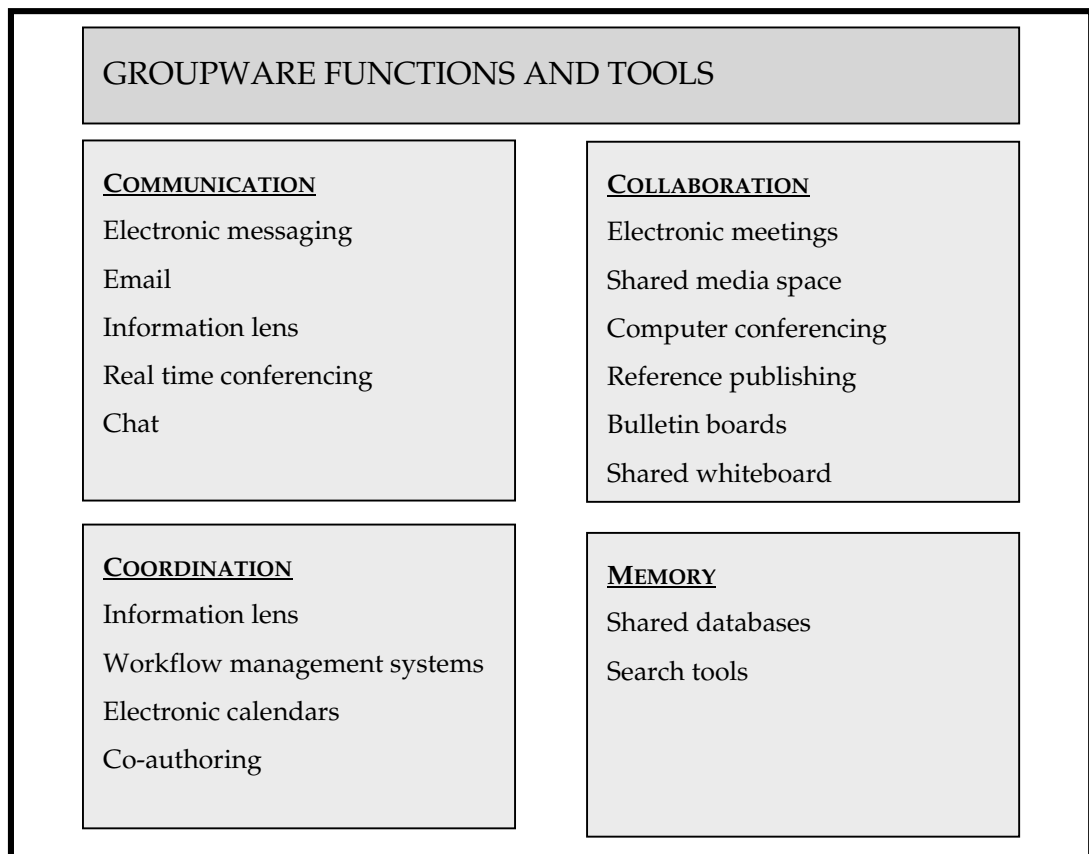 GROUPWARE FUNCTIONS AND TOOLS
COMMUNICATION
Electronic messaging
Email
Information lens
Real time conferencing
Chat
COLLABORATION
Electronic meetings
Shared media space
Computer conferencing
Reference publishing
Bulletin boards
Shared whiteboard
COORDINATION
Information lens
Workflow management systems
Electronic calendars
Co-authoring
MEMORY
Shared databases
Search tools